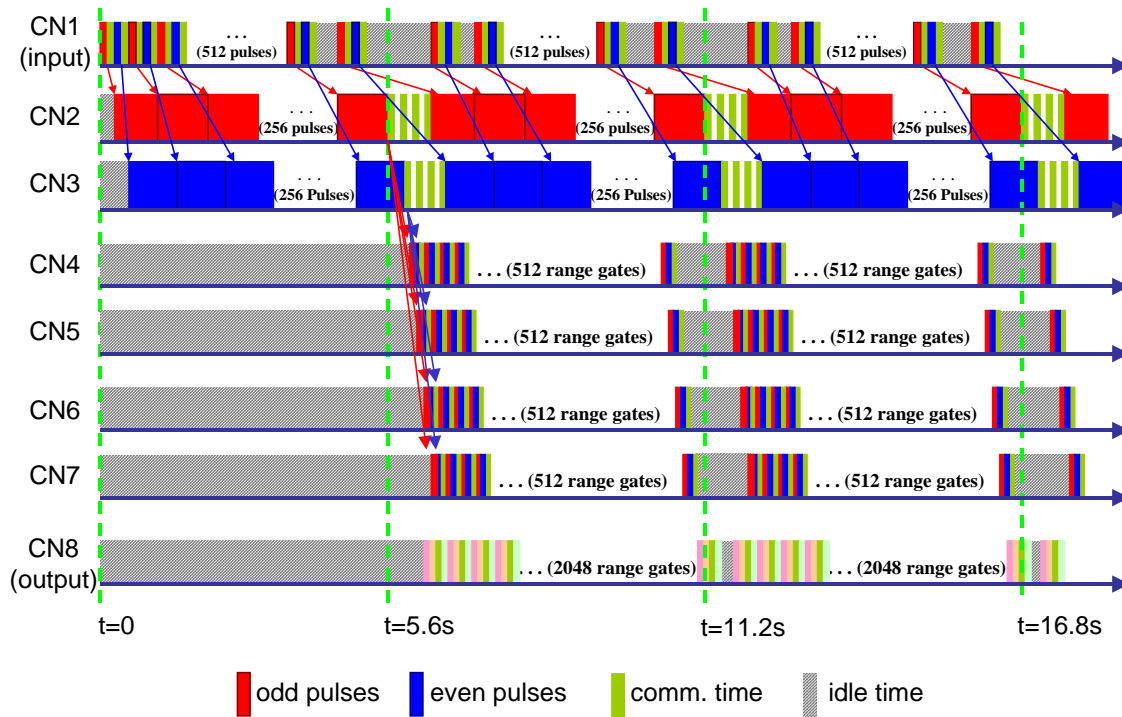 CN1
(input)
. . .
(512 pulses)
. . .
(512 pulses)
. . .
(512 pulses)
CN2
. . .
(256 pulses)
. . .
(256 pulses)
. . .
(256 pulses)
CN3
. . .
(256 Pulses)
. . .
(256 Pulses)
. . .
(256 Pulses)
CN4
. . . (512 range gates)
. . . (512 range gates)
CN5
. . . (512 range gates)
. . . (512 range gates)
CN6
. . . (512 range gates)
. . . (512 range gates)
CN7
. . . (512 range gates)
. . . (512 range gates)
CN8
(output)
. . . (2048 range gates)
. . . (2048 range gates)
t=0
t=5.6s
t=11.2s
t=16.8s
odd pulses
even pulses
comm. time
idle time